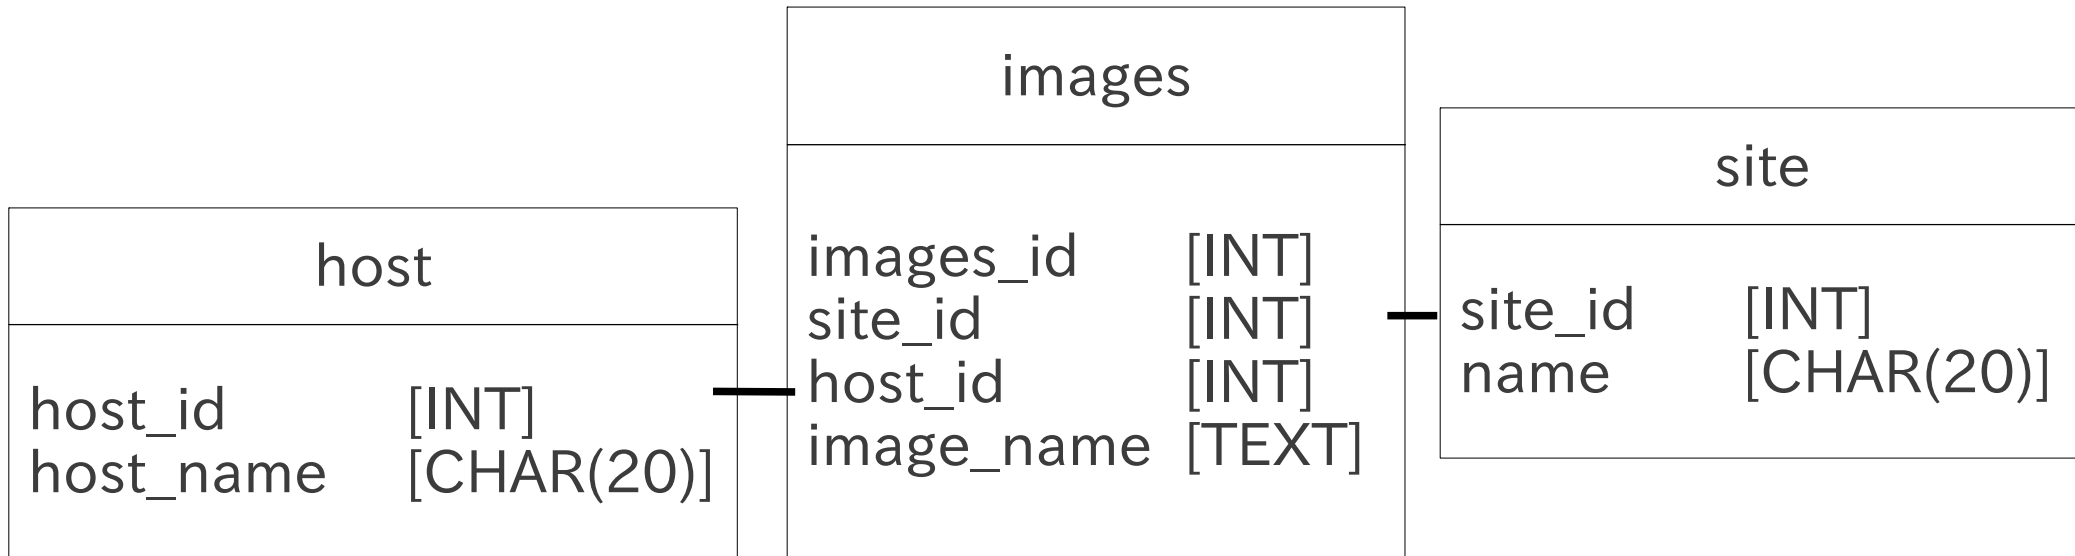 host
host_id [INT]
host_name [CHAR(20)]
images
images_id [INT]
site_id [INT]
host_id [INT]
image_name [TEXT]
site
site_id [INT]
name [CHAR(20)]